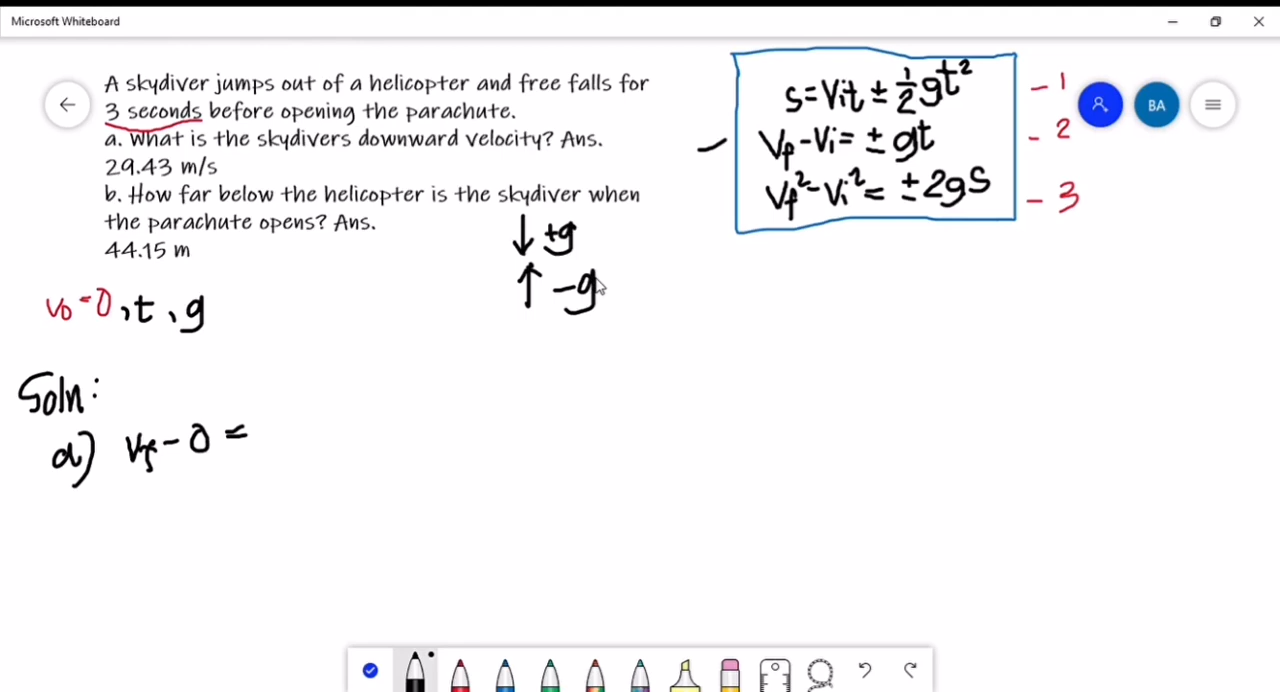 Microsoft Whiteboard
A skydiver jumps out of a helicopter and free falls for
3 seconds before opening the parachute.
a. What is the skydivers downward velocity? Ans.
29.43 m/s
b. How far below the helicopter is the skydiver when
the parachute opens? Ans.
44.15 m
S = Vit ± 1/2 gt² - 1
- Vf - Vi = ± gt - 2
Vf² - Vi² = ± 2gS - 3
BA
↓ +g
↑ -g
V0 = 0, t, g
Soln:
a) Vf - 0 =